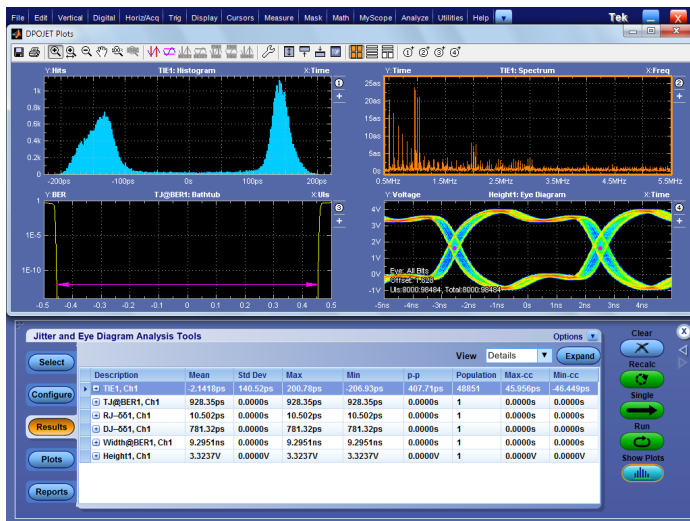 File Edit Vertical Digital Horiz/Acq Trig Display Cursors Measure Mask Math MyScope Analyze Utilities Help Tek
DPOJET Plots
Y:Hits TIE1: Histogram X:Time
1k
0.8k
0.6k
0.4k
0.2k
0
-200ps -100ps 0s 100ps 200ps
1
Y:Time TIE1: Spectrum X:Freq
25as
20as
15as
10as
5as
0s
0.5MHz 1.5MHz 2.5MHz 3.5MHz 4.5MHz 5.5MHz
2
Y:BER TJ@BER1: Bathtub X:UIs
1
1E-5
1E-10
-0.5 -0.4 -0.3 -0.2 -0.1 0 0.1 0.2 0.3 0.4 0.5
3
Y:Voltage Height1: Eye Diagram X:Time
4V
3V
2V
1V
0V
-1V
Eye: All Bits
UIs:8000:98484, Total:8000:98484
-5ns -4ns -3ns -2ns -1ns 0s 1ns 2ns 3ns 4ns
4
Jitter and Eye Diagram Analysis Tools Options
View Details Expand
Select
Configure
Results
Plots
Reports
Description Mean Std Dev Max Min p-p Population Max-cc Min-cc
TIE1, Ch1 -2.1418ps 140.52ps 200.78ps -206.93ps 407.71ps 48851 45.956ps -46.449ps
TJ@BER1, Ch1 928.35ps 0.0000s 928.35ps 928.35ps 0.0000s 1 0.0000s 0.0000s
RJ–δδ1, Ch1 10.502ps 0.0000s 10.502ps 10.502ps 0.0000s 1 0.0000s 0.0000s
DJ–δδ1, Ch1 781.32ps 0.0000s 781.32ps 781.32ps 0.0000s 1 0.0000s 0.0000s
Width@BER1, Ch1 9.2951ns 0.0000s 9.2951ns 9.2951ns 0.0000s 1 0.0000s 0.0000s
Height1, Ch1 3.3237V 0.0000V 3.3237V 3.3237V 0.0000V 1 0.0000V 0.0000V
Clear
Recalc
Single
Run
Show Plots